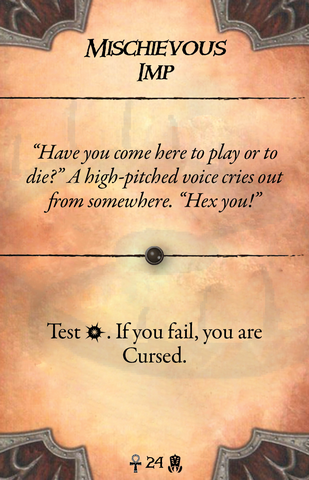 Mischievous
Imp
“Have you come here to play or to
die?” A high-pitched voice cries out
from somewhere. “Hex you!”
Test . If you fail, you are
Cursed.
24